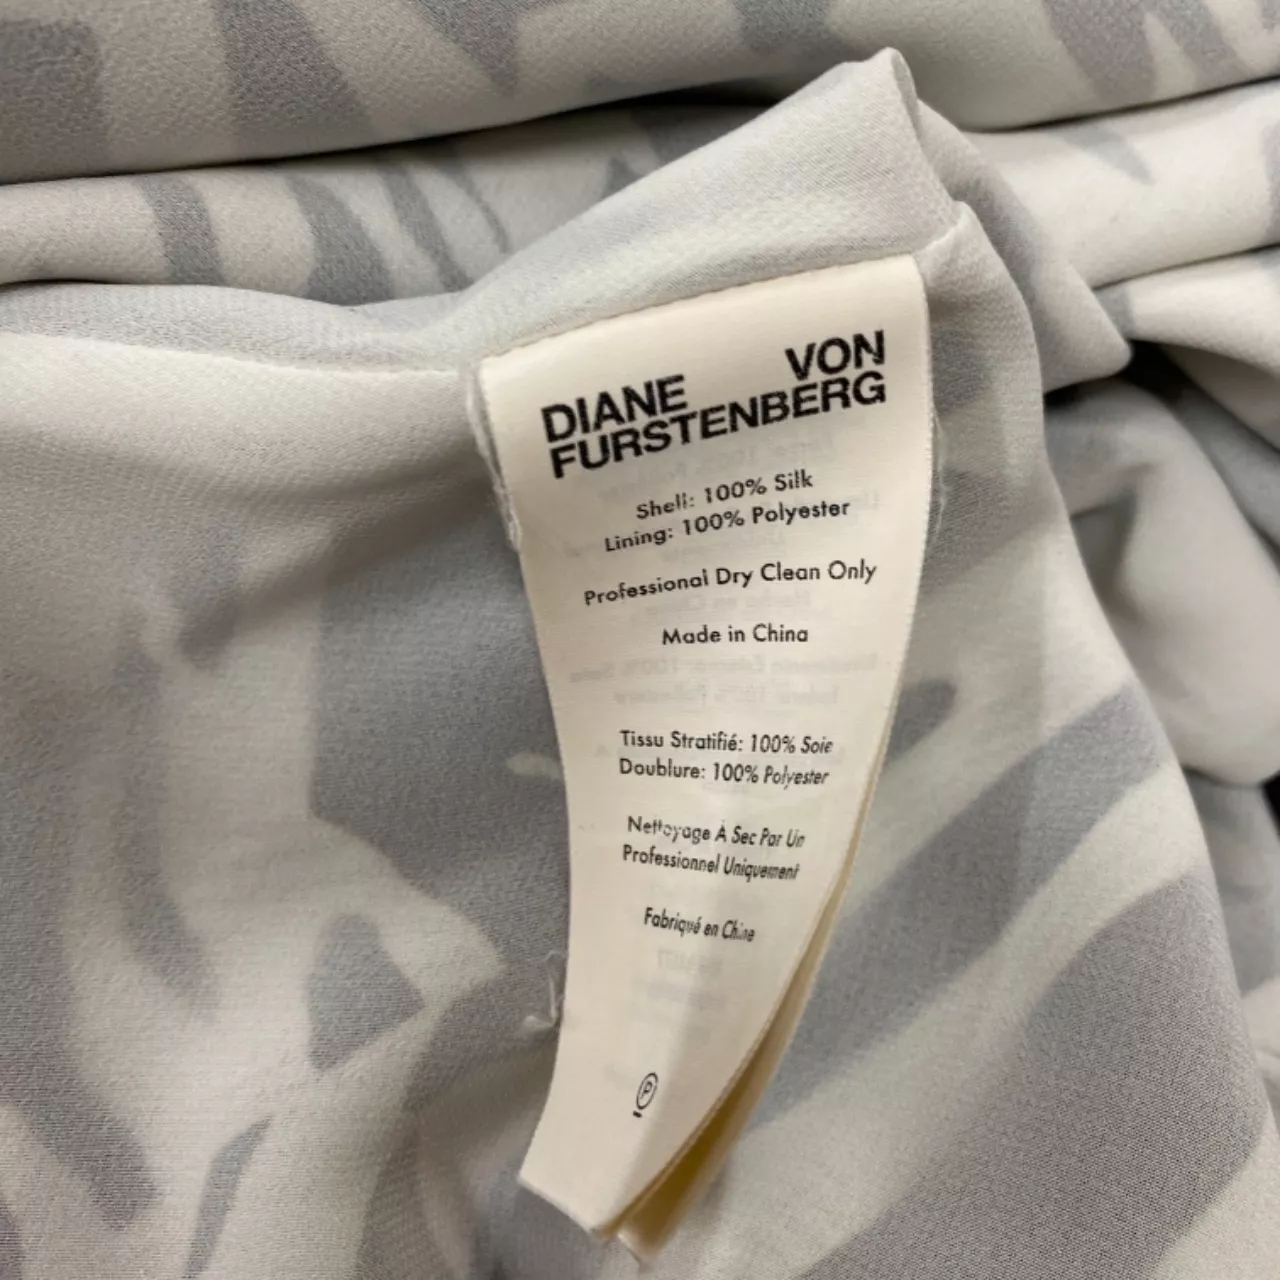 DIANE VON
FURSTENBERG
Shell: 100% Silk
Lining: 100% Polyester
Professional Dry Clean Only
Made in China
Tissu Stratifié: 100% Soie
Doublure: 100% Polyester
Nettoyage À Sec Par Un
Professionnel Uniquement
Fabriqué en Chine
P